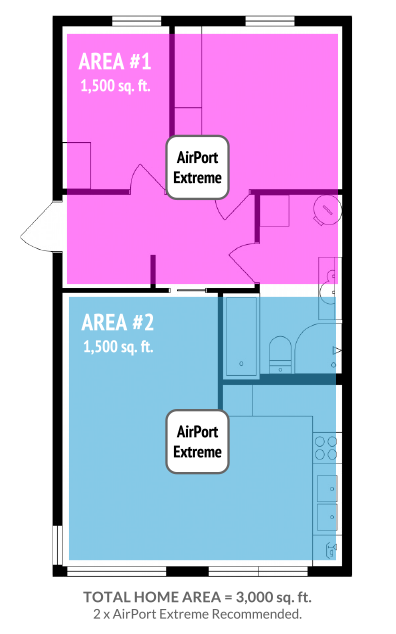 AREA #1
1,500 sq. ft.
AirPort
Extreme
AREA #2
1,500 sq. ft.
AirPort
Extreme
TOTAL HOME AREA = 3,000 sq. ft.
2 x AirPort Extreme Recommended.